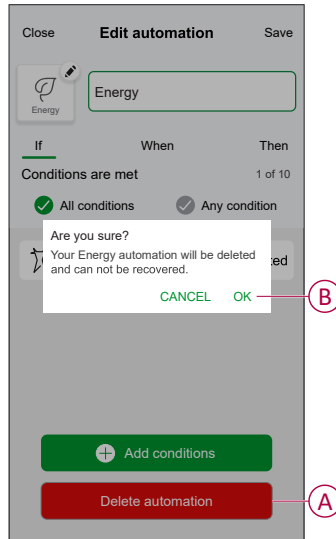 Close Edit automation Save
Energy
Energy
If When Then
Conditions are met 1 of 10
All conditions Any condition
Are you sure?
Your Energy automation will be deleted
and can not be recovered.
CANCEL OK
B
Add conditions
Delete automation
A